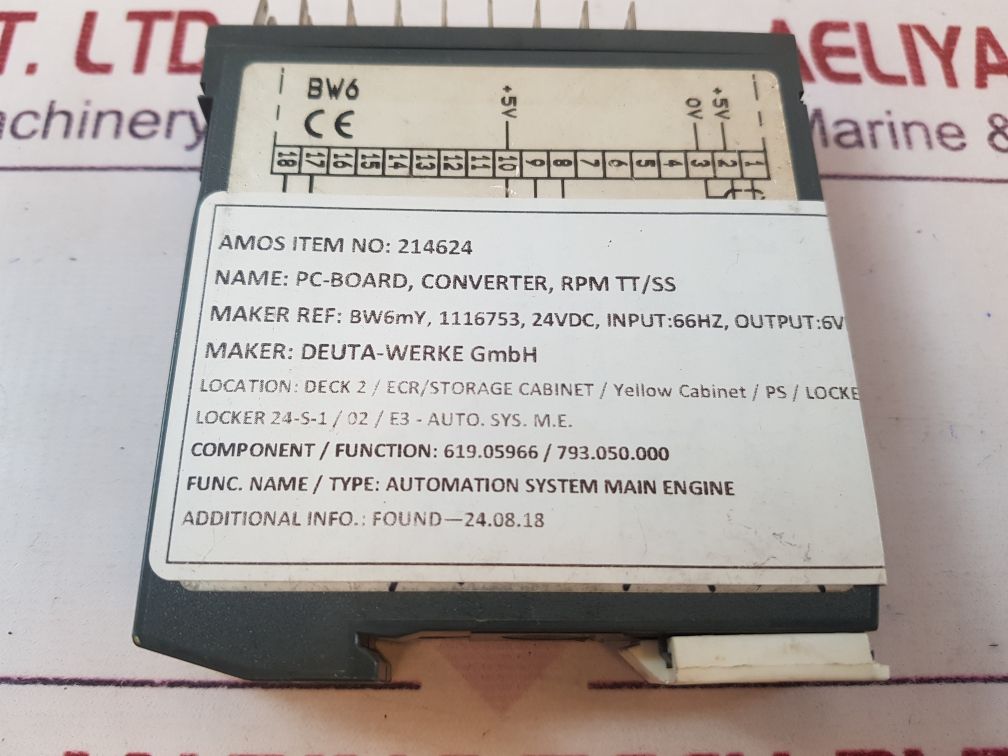 T. LTD
AELIYA
achinery
Marine &
BW6
CE
+5V
0V
+5V
18 17 16 15 14 13 12 11 10 9 8 7 6 5 4 3 2 1
AMOS ITEM NO: 214624
NAME: PC-BOARD, CONVERTER, RPM TT/SS
MAKER REF: BW6mY, 1116753, 24VDC, INPUT:66HZ, OUTPUT:6V
MAKER: DEUTA-WERKE GmbH
LOCATION: DECK 2 / ECR/STORAGE CABINET / Yellow Cabinet / PS / LOCKE
LOCKER 24-S-1 / 02 / E3 - AUTO. SYS. M.E.
COMPONENT / FUNCTION: 619.05966 / 793.050.000
FUNC. NAME / TYPE: AUTOMATION SYSTEM MAIN ENGINE
ADDITIONAL INFO.: FOUND—24.08.18